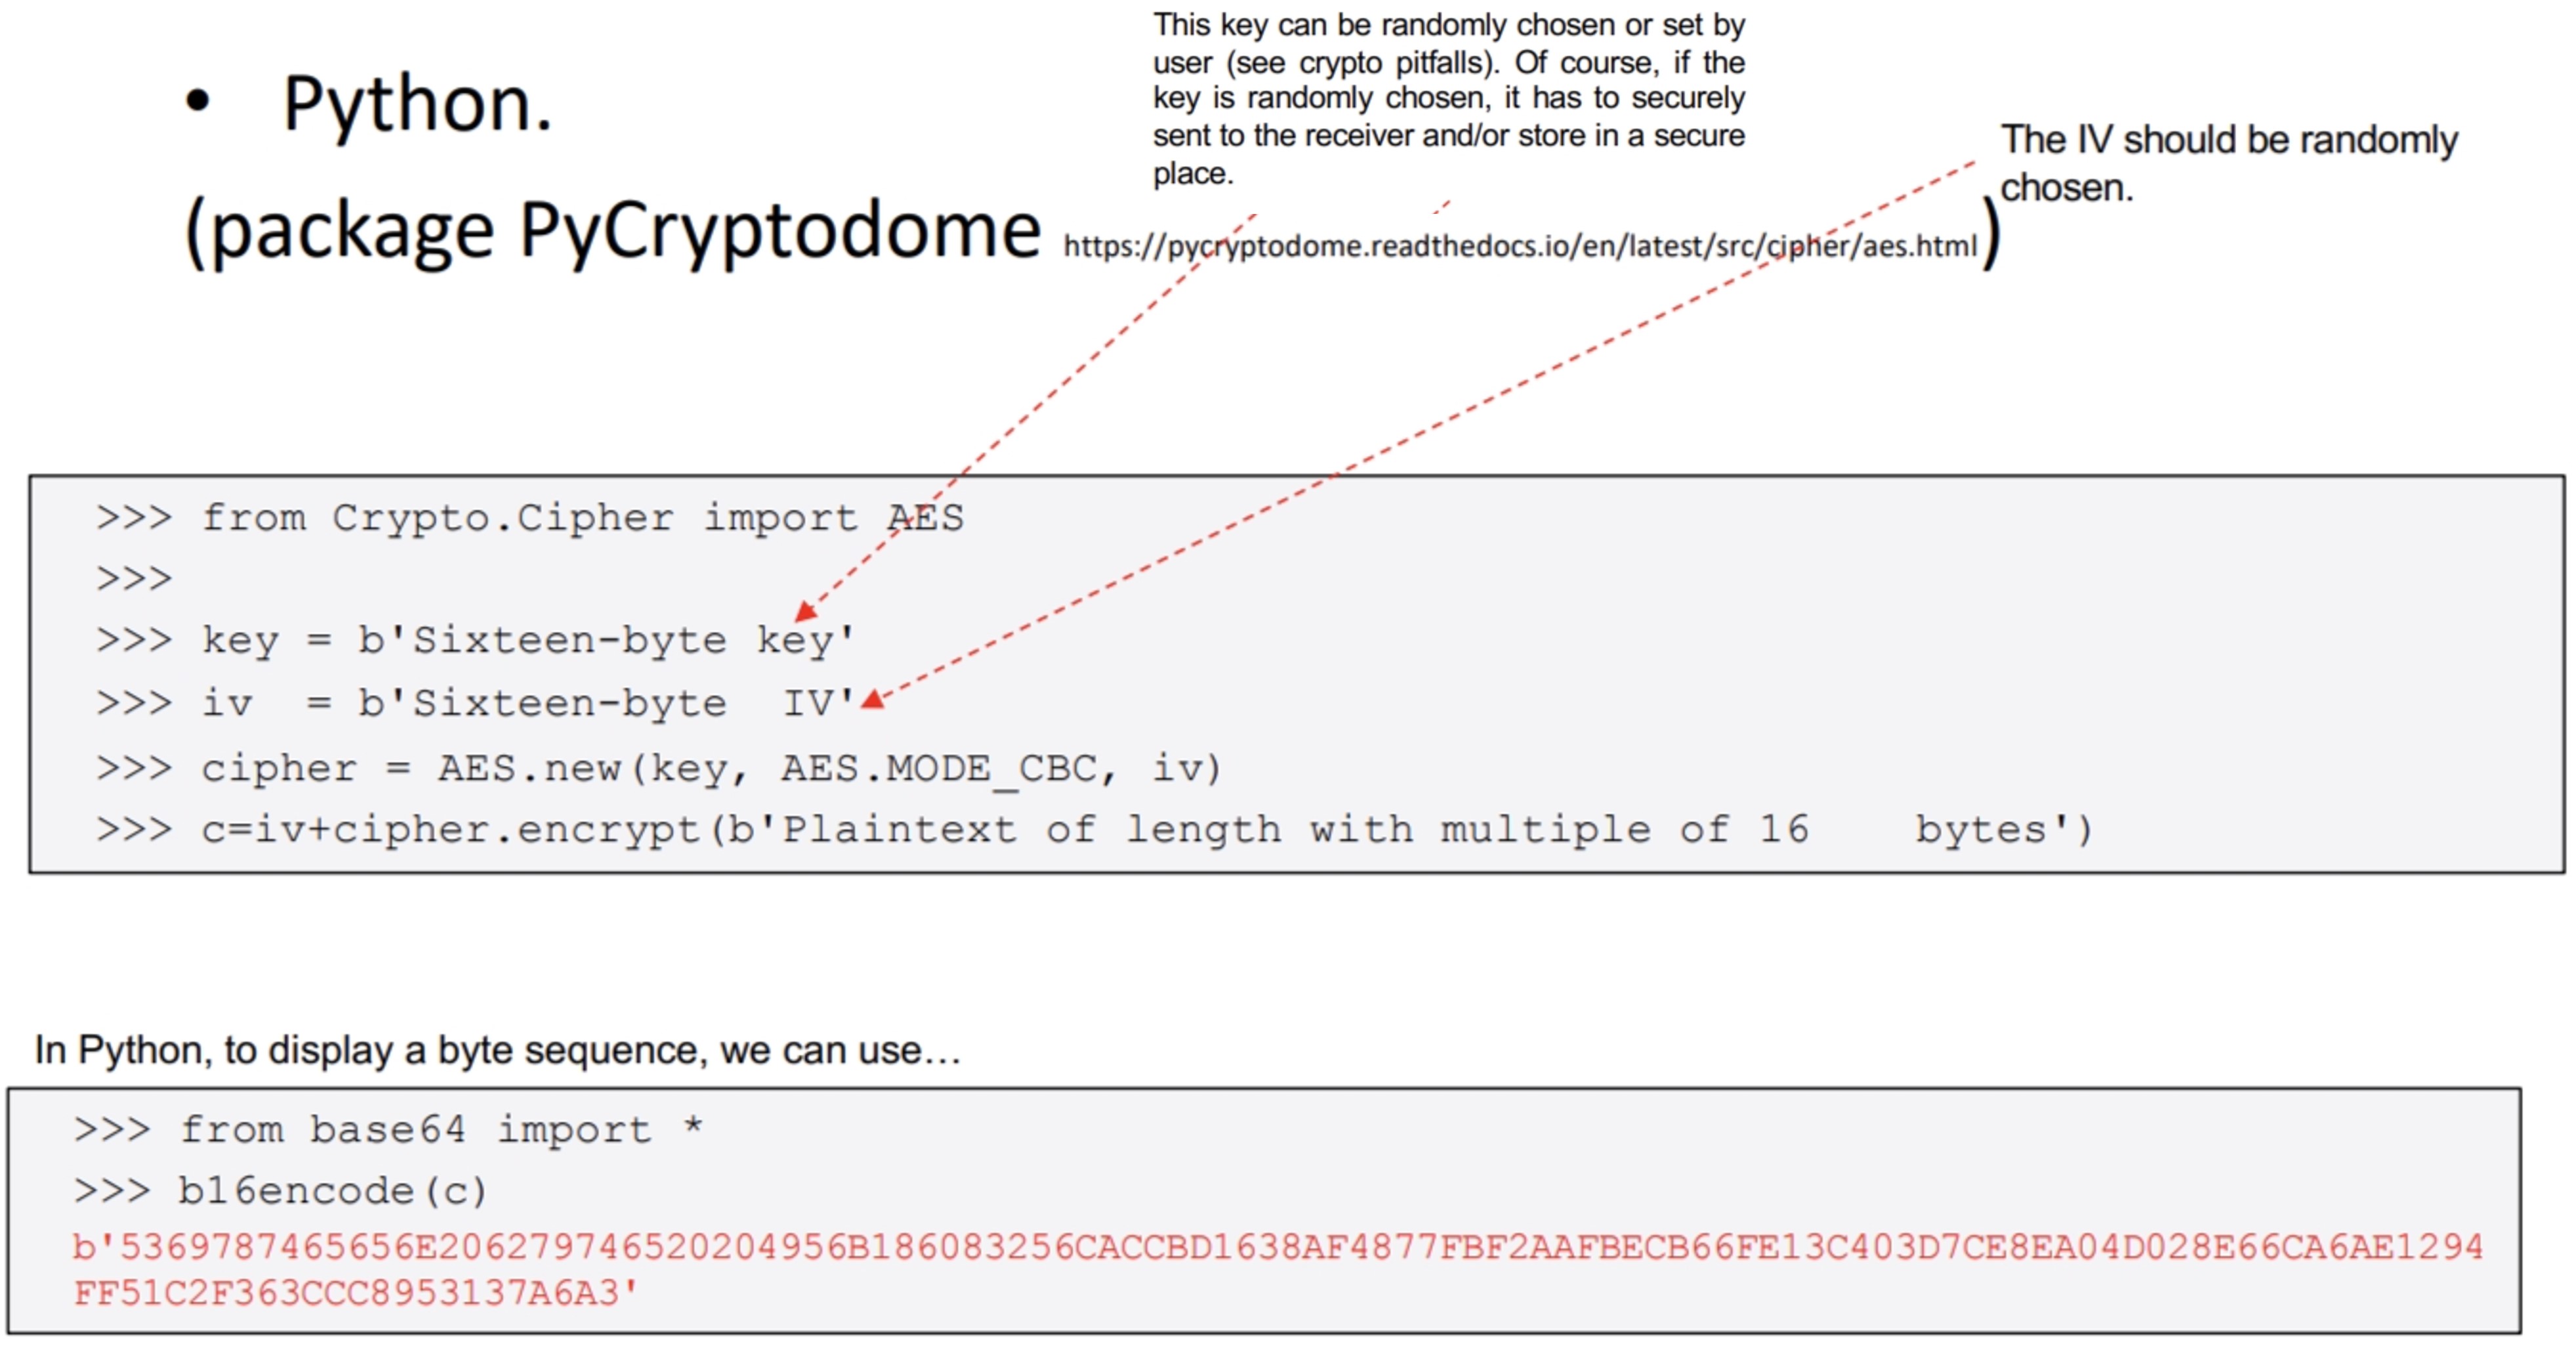 This key can be randomly chosen or set by
user (see crypto pitfalls). Of course, if the
key is randomly chosen, it has to securely
sent to the receiver and/or store in a secure
place.
• Python.
The IV should be randomly
chosen.
(package PyCryptodome https://pycryptodome.readthedocs.io/en/latest/src/cipher/aes.html)
>>> from Crypto.Cipher import AES
>>>
>>> key = b'Sixteen-byte key'
>>> iv  = b'Sixteen-byte  IV'
>>> cipher = AES.new(key, AES.MODE_CBC, iv)
>>> c=iv+cipher.encrypt(b'Plaintext of length with multiple of 16    bytes')
In Python, to display a byte sequence, we can use…
>>> from base64 import *
>>> b16encode(c)
b'5369787465656E206279746520204956B186083256CACCBD1638AF4877FBF2AAFBECB66FE13C403D7CE8EA04D028E66CA6AE1294
FF51C2F363CCC8953137A6A3'